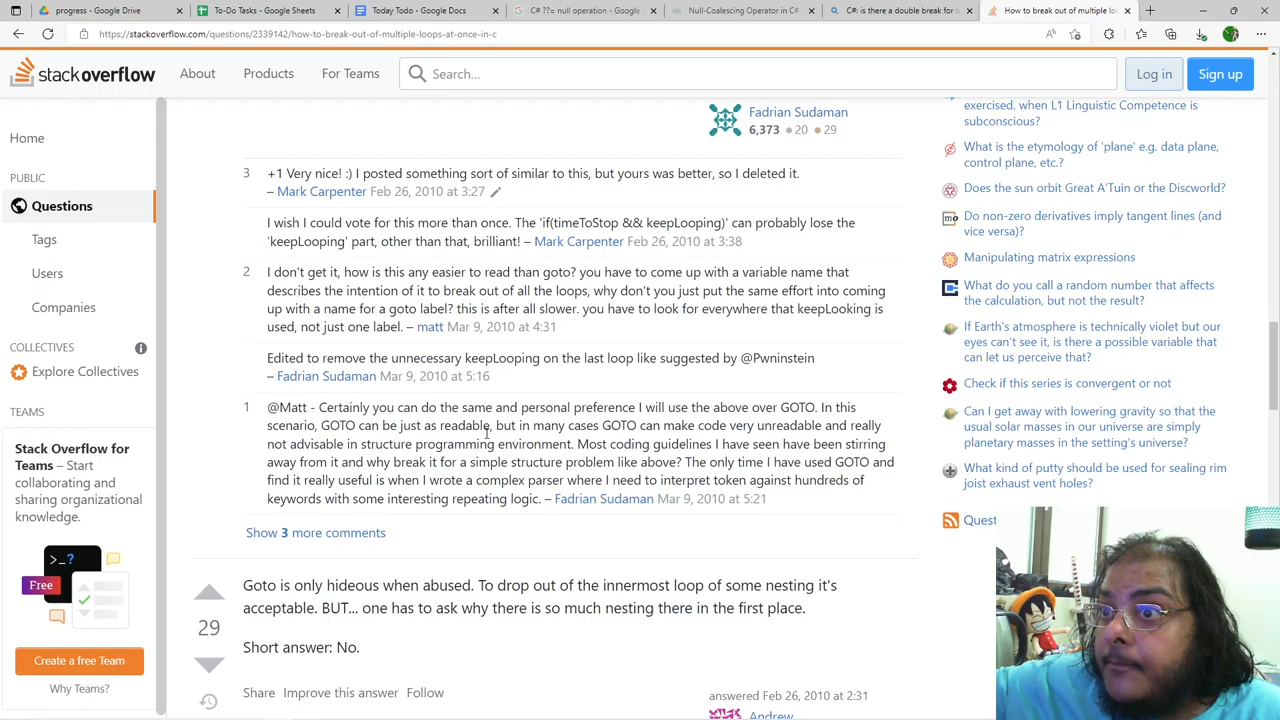 progress - Google Drive
To-Do Tasks - Google Sheets
Today Todo - Google Docs
C# ??= null operation - Google
Null-Coalescing Operator in C#
C#: is there a double break for l
How to break out of multiple loo
https://stackoverflow.com/questions/2339142/how-to-break-out-of-multiple-loops-at-once-in-c
stackoverflow
About
Products
For Teams
Search...
Log in
Sign up
Home
PUBLIC
Questions
Tags
Users
Companies
COLLECTIVES
Explore Collectives
TEAMS
Stack Overflow for
Teams – Start
collaborating and
sharing organizational
knowledge.
Free
Create a free Team
Why Teams?
Fadrian Sudaman
6,373 20 29
3
+1 Very nice! :) I posted something sort of similar to this, but yours was better, so I deleted it.
– Mark Carpenter Feb 26, 2010 at 3:27
I wish I could vote for this more than once. The 'if(timeToStop && keepLooping)' can probably lose the
'keepLooping' part, other than that, brilliant! – Mark Carpenter Feb 26, 2010 at 3:38
2
I don't get it, how is this any easier to read than goto? you have to come up with a variable name that
describes the intention of it to break out of all the loops, why don't you just put the same effort into coming
up with a name for a goto label? this is after all slower. you have to look for everywhere that keepLooking is
used, not just one label. – matt Mar 9, 2010 at 4:31
Edited to remove the unnecessary keepLooping on the last loop like suggested by @Pwninstein
– Fadrian Sudaman Mar 9, 2010 at 5:16
1
@Matt - Certainly you can do the same and personal preference I will use the above over GOTO. In this
scenario, GOTO can be just as readable, but in many cases GOTO can make code very unreadable and really
not advisable in structure programming environment. Most coding guidelines I have seen have been stirring
away from it and why break it for a simple structure problem like above? The only time I have used GOTO and
find it really useful is when I wrote a complex parser where I need to interpret token against hundreds of
keywords with some interesting repeating logic. – Fadrian Sudaman Mar 9, 2010 at 5:21
Show 3 more comments
29
Goto is only hideous when abused. To drop out of the innermost loop of some nesting it's
acceptable. BUT... one has to ask why there is so much nesting there in the first place.
Short answer: No.
Share Improve this answer Follow
answered Feb 26, 2010 at 2:31
Andrew
exercised, when L1 Linguistic Competence is
subconscious?
What is the etymology of 'plane' e.g. data plane,
control plane, etc.?
Does the sun orbit Great A'Tuin or the Discworld?
Do non-zero derivatives imply tangent lines (and
vice versa)?
Manipulating matrix expressions
What do you call a random number that affects
the calculation, but not the result?
If Earth's atmosphere is technically violet but our
eyes can't see it, is there a possible variable that
can let us perceive that?
Check if this series is convergent or not
Can I get away with lowering gravity so that the
usual solar masses in our universe are simply
planetary masses in the setting's universe?
What kind of putty should be used for sealing rim
joist exhaust vent holes?
Quest